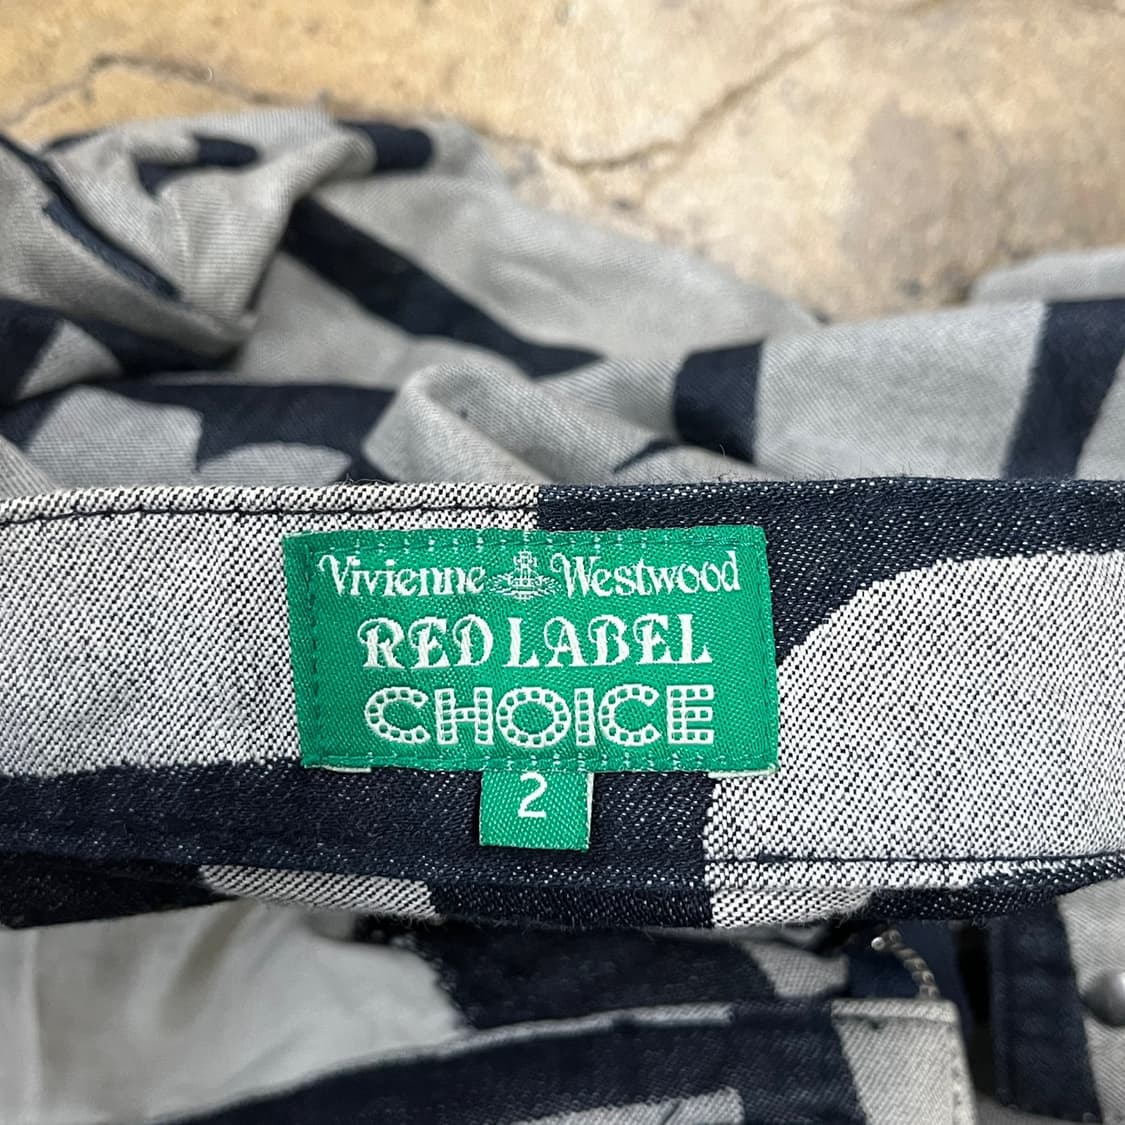 Vivienne Westwood
RED LABEL
CHOICE
2